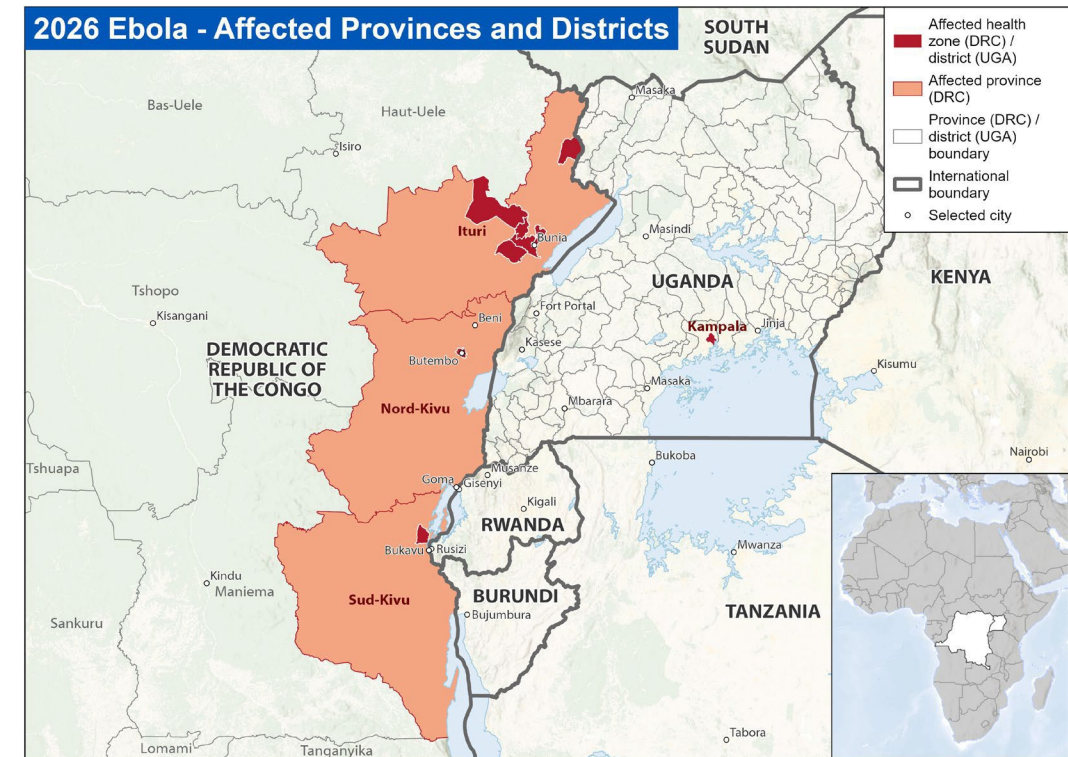 2026 Ebola - Affected Provinces and Districts
SOUTH
SUDAN
Affected health
zone (DRC) /
district (UGA)
Affected province
(DRC)
Province (DRC) /
district (UGA)
boundary
International
boundary
Selected city
Bas-Uele
Haut-Uele
Masaka
Isiro
Ituri
Bunia
Masindi
UGANDA
KENYA
Tshopo
Kisangani
Fort Portal
Beni
Kampala
Jinja
DEMOCRATIC
REPUBLIC OF
THE CONGO
Butembo
Kasese
Kisumu
Masaka
Nord-Kivu
Mbarara
Tshuapa
Musanze
Bukoba
Nairobi
Goma
Gisenyi
Kigali
RWANDA
Bukavu
Rusizi
Mwanza
Kindu
Maniema
Sud-Kivu
BURUNDI
Bujumbura
TANZANIA
Sankuru
Tabora
Lomami
Tanganyika